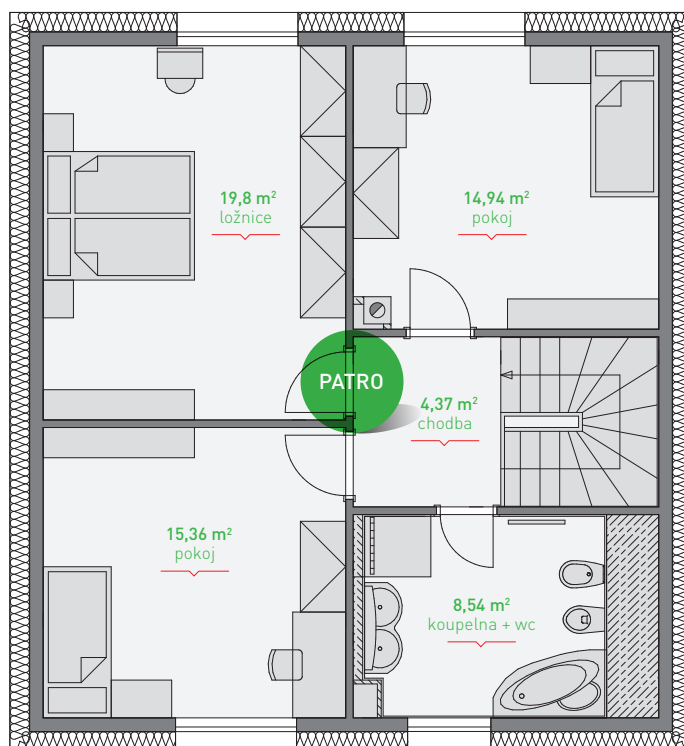 19,8 m²
ložnice
14,94 m²
pokoj
PATRO
4,37 m²
chodba
15,36 m²
pokoj
8,54 m²
koupelna + wc